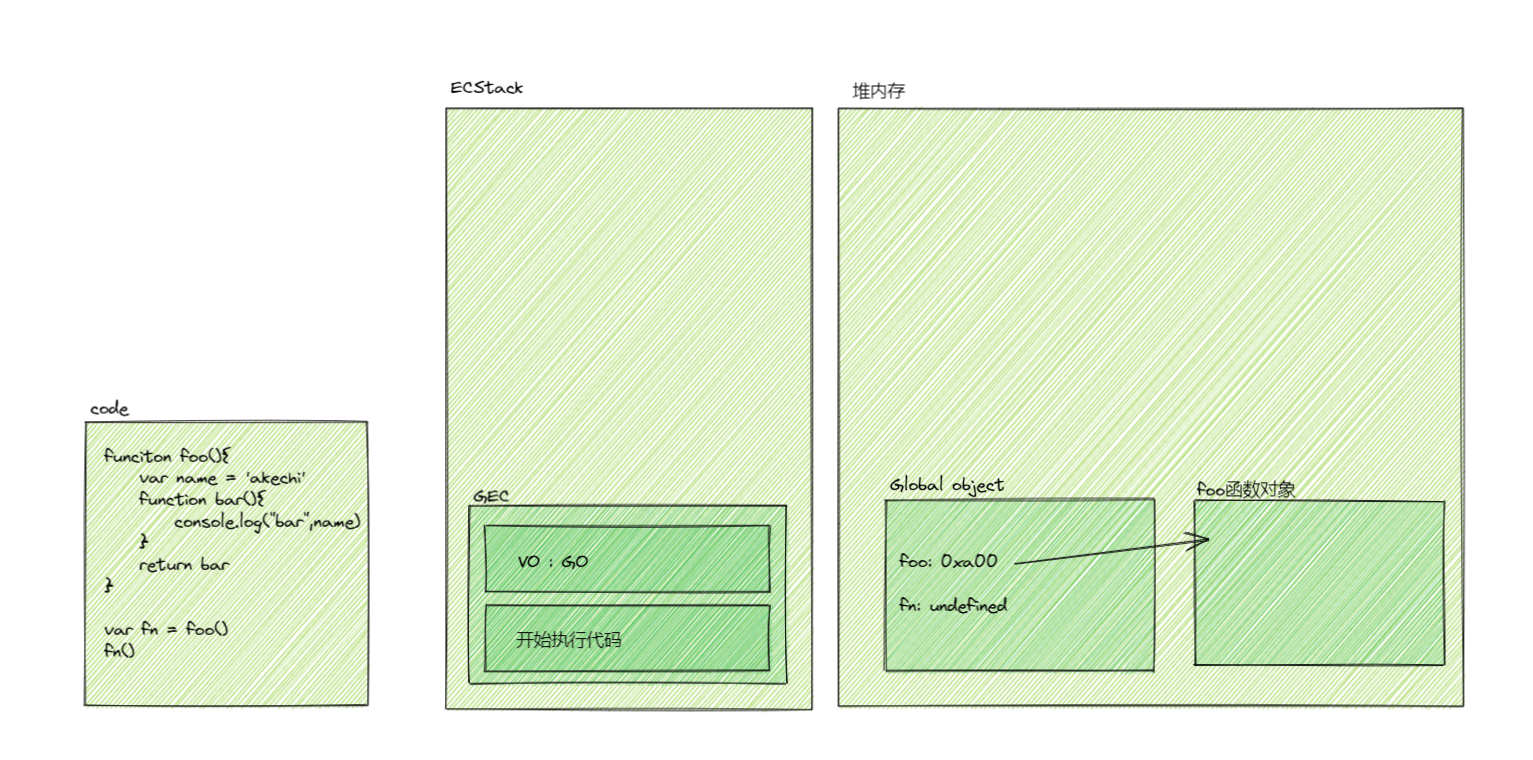 code
funciton foo(){
var name = 'akechi'
function bar(){
console.log("bar",name)
}
return bar
}
var fn = foo()
fn()
ECStack
GEC
VO : GO
开始执行代码
堆内存
Global object
foo: 0xa00
fn: undefined
foo函数对象